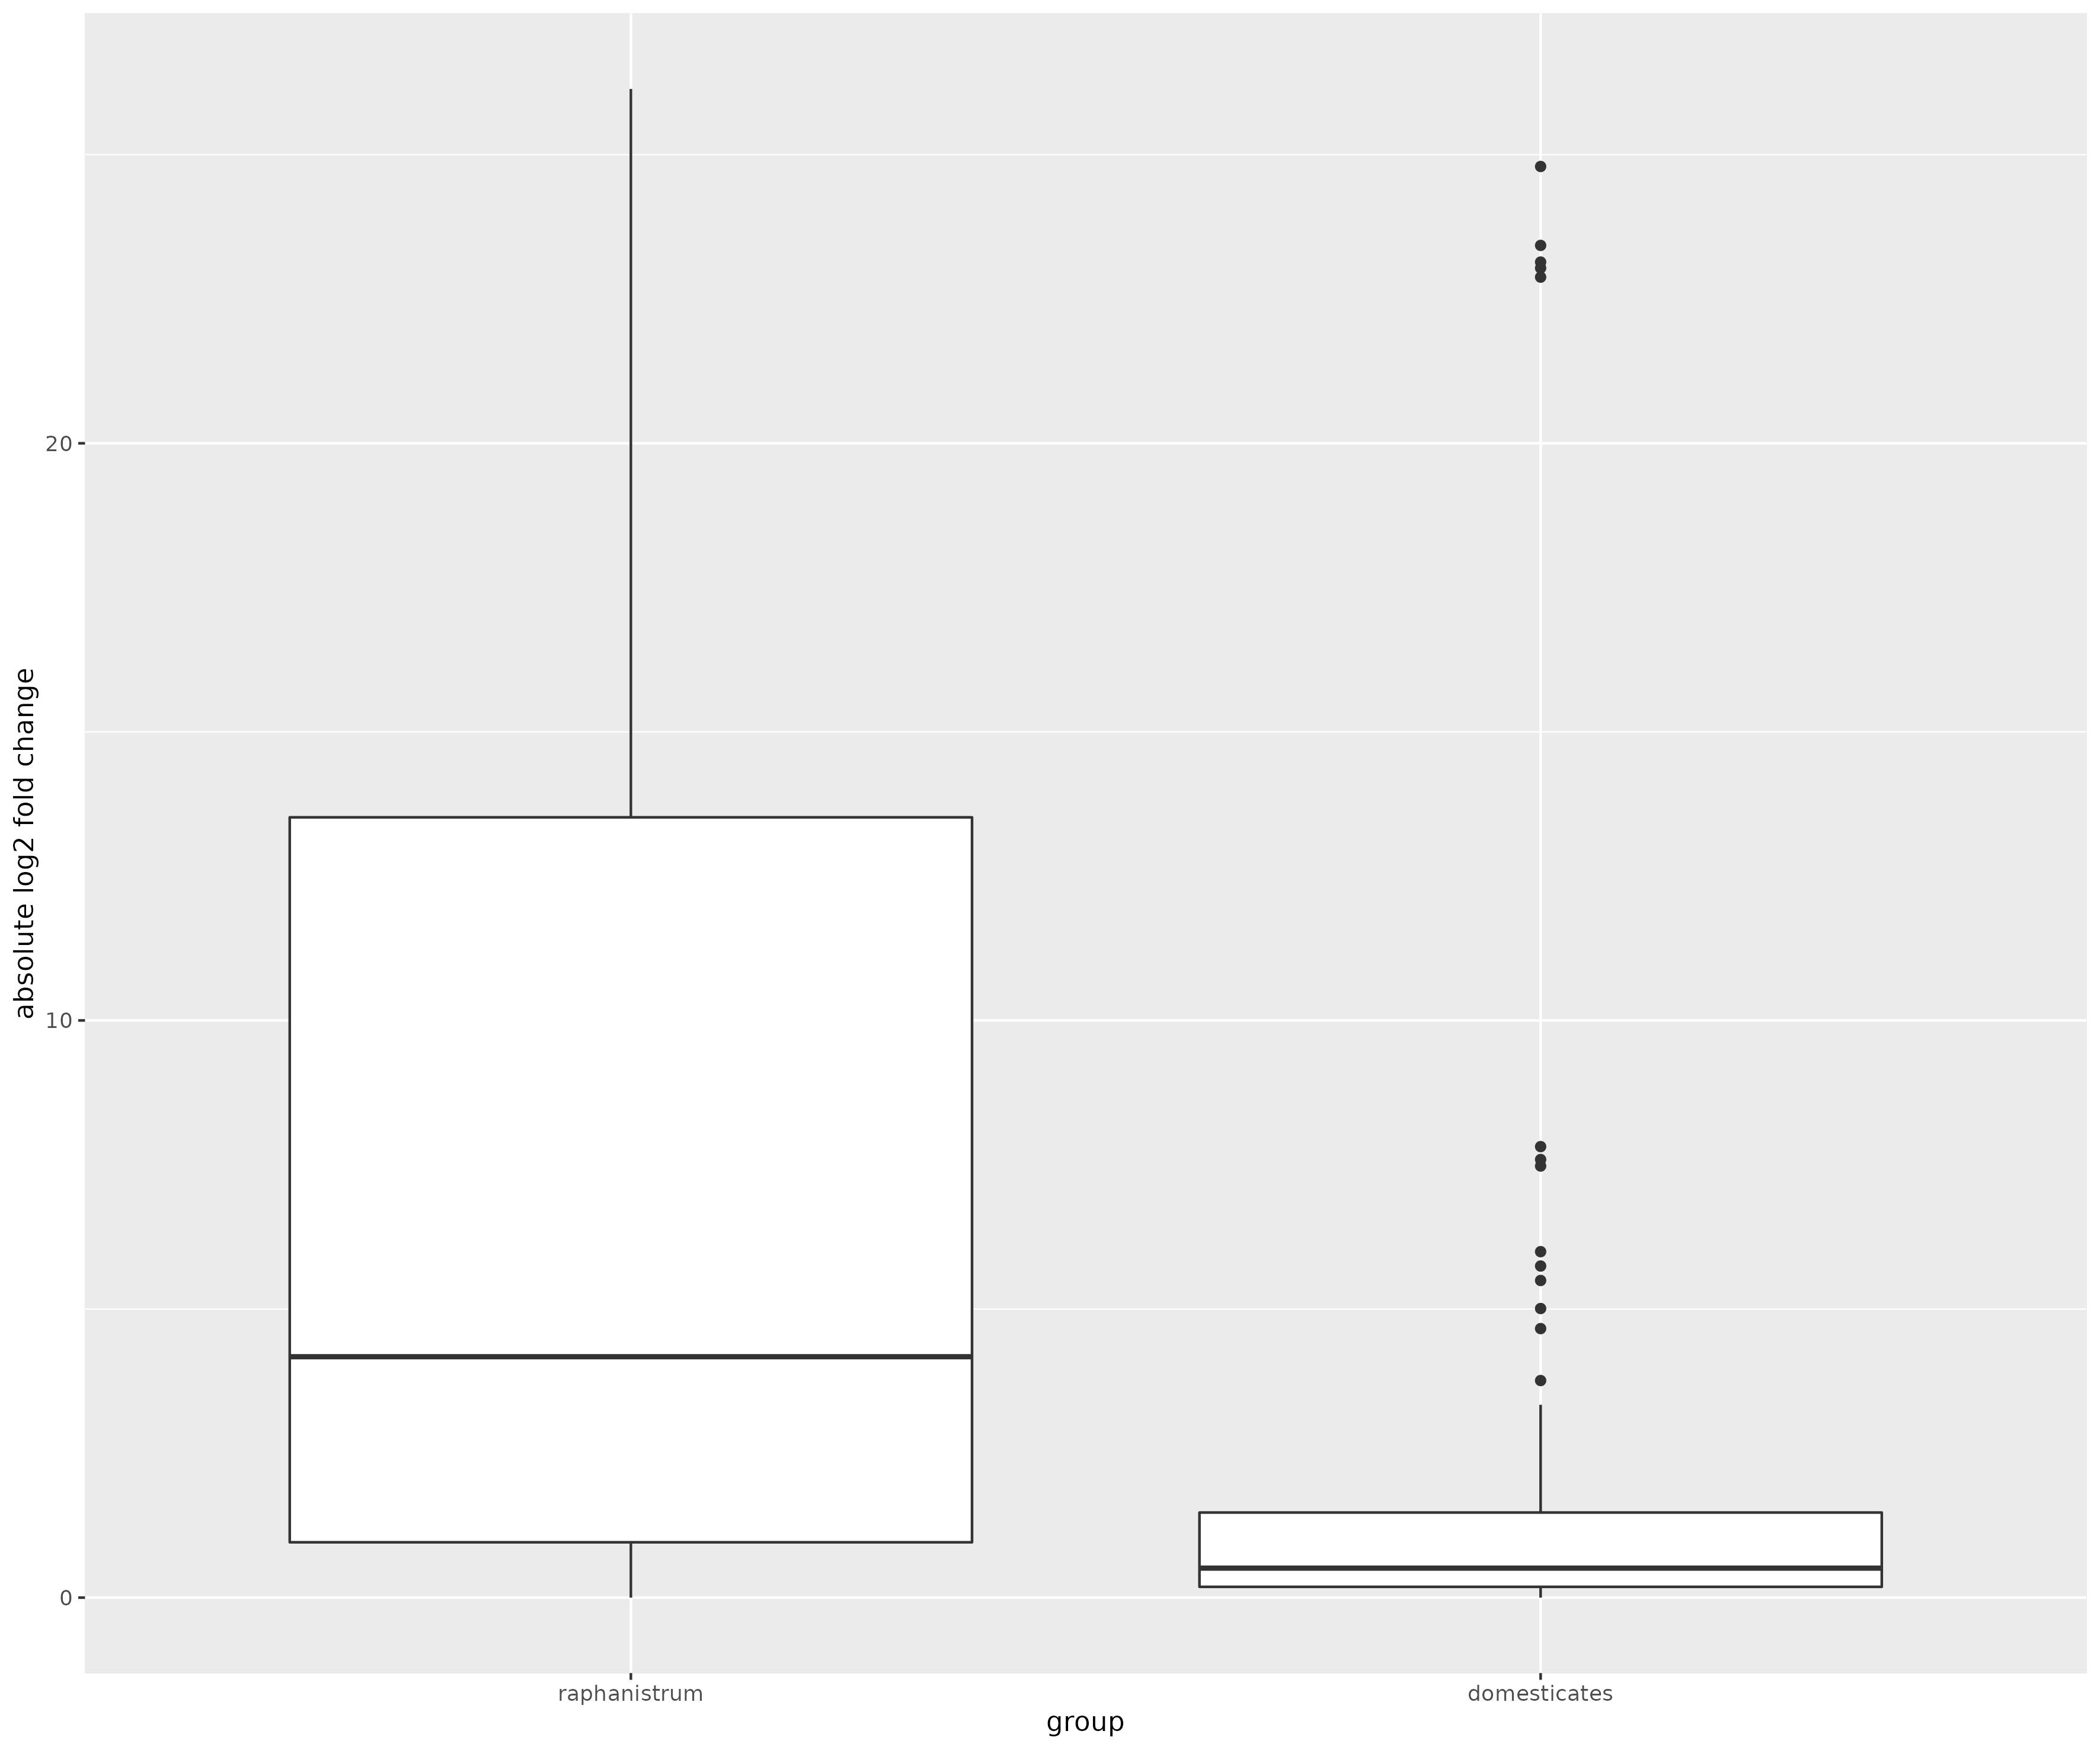 absolute log2 fold change
20
10
0
raphanistrum
domesticates
group